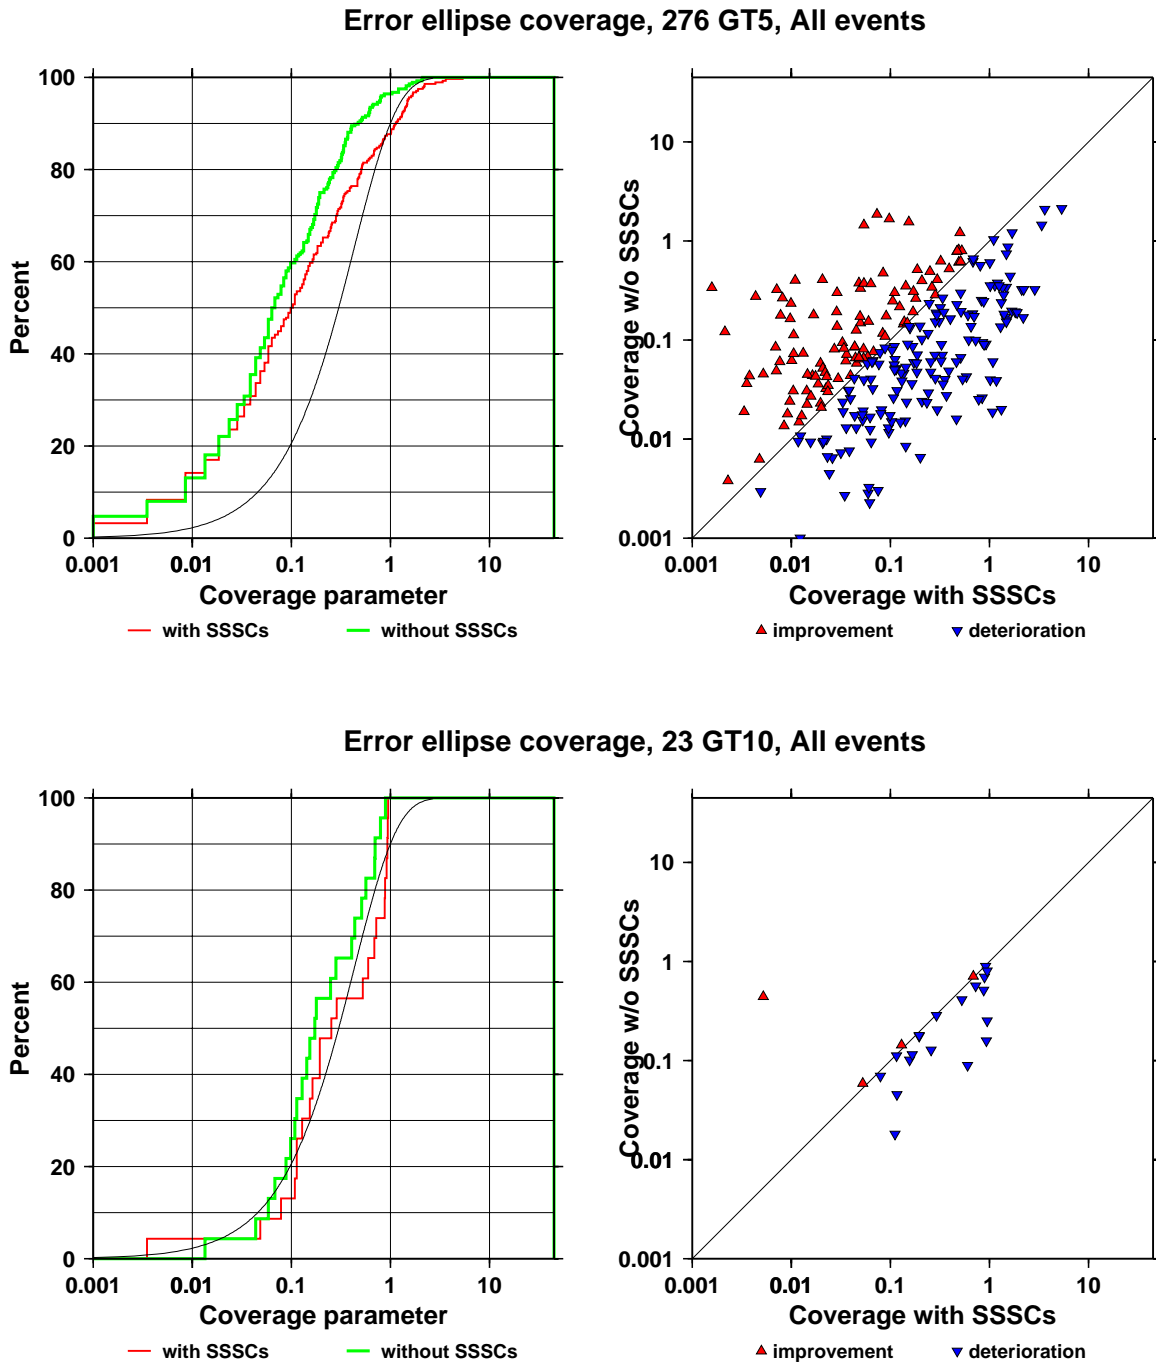 Error ellipse coverage, 276 GT5, All events
100
80
60
40
20
0
Percent
0.001 0.01 0.1 1 10
Coverage parameter
with SSSCs without SSSCs
10
1
0.1
0.01
0.001
Coverage w/o SSSCs
0.001 0.01 0.1 1 10
Coverage with SSSCs
improvement deterioration
Error ellipse coverage, 23 GT10, All events
100
80
60
40
20
0
Percent
0.001 0.01 0.1 1 10
Coverage parameter
with SSSCs without SSSCs
10
1
0.1
0.01
0.001
Coverage w/o SSSCs
0.001 0.01 0.1 1 10
Coverage with SSSCs
improvement deterioration